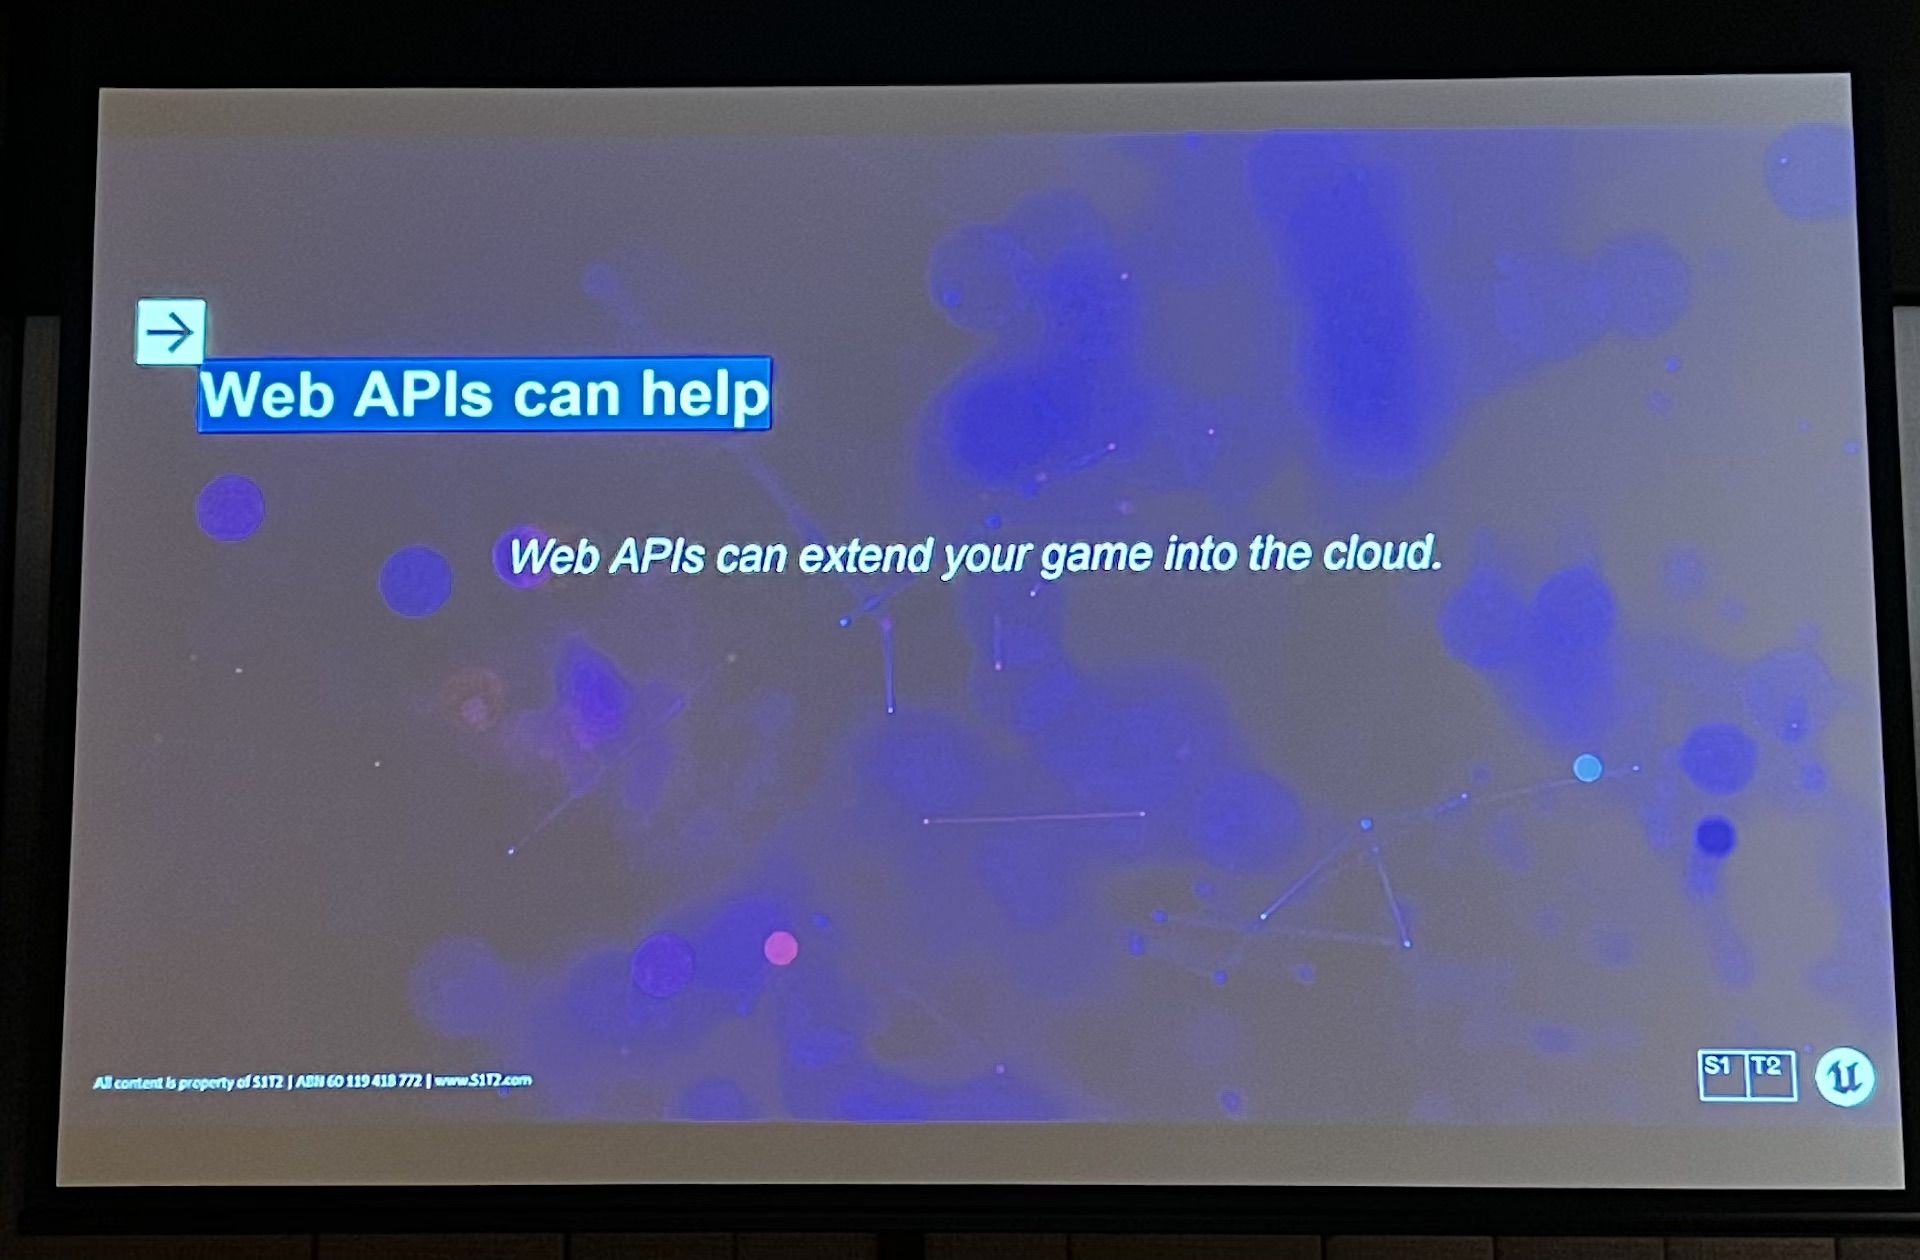 Web APIs can help
Web APIs can extend your game into the cloud.
All content is property of S1T2 | ABN 60 119 418 772 | www.S1T2.com
S1 T2